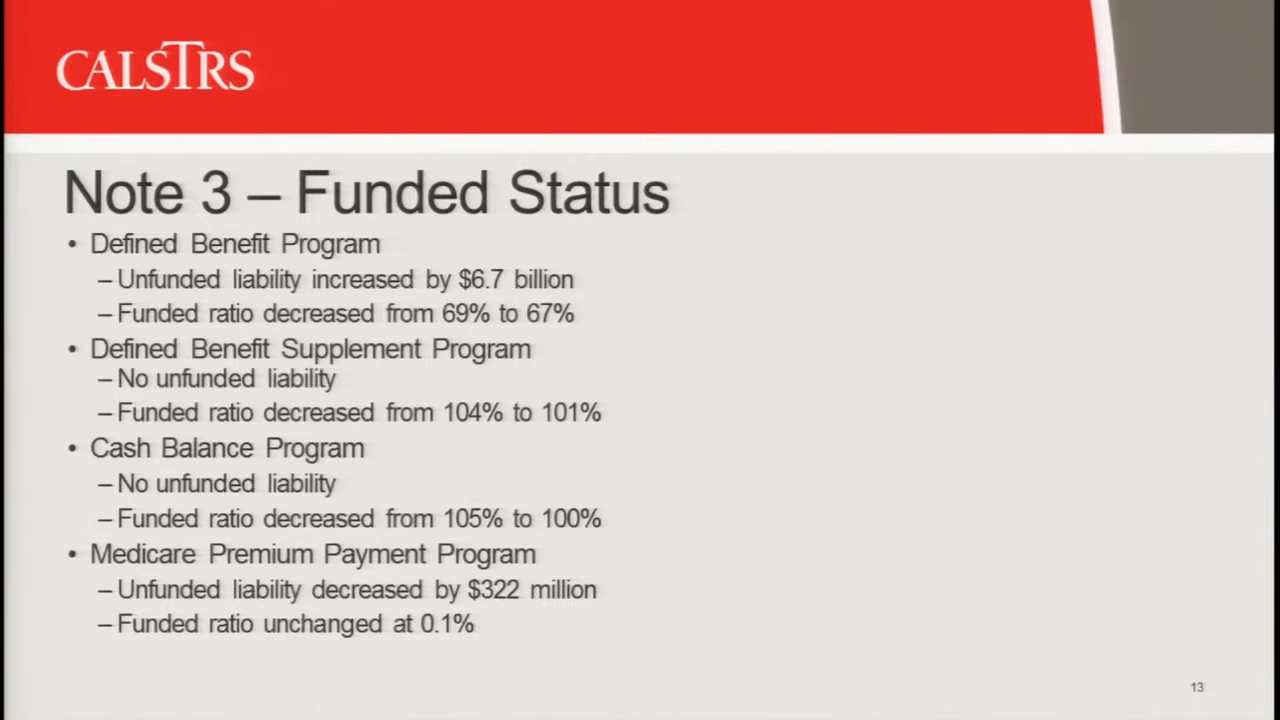 CALSTRS
Note 3 – Funded Status
• Defined Benefit Program
– Unfunded liability increased by $6.7 billion
– Funded ratio decreased from 69% to 67%
• Defined Benefit Supplement Program
– No unfunded liability
– Funded ratio decreased from 104% to 101%
• Cash Balance Program
– No unfunded liability
– Funded ratio decreased from 105% to 100%
• Medicare Premium Payment Program
– Unfunded liability decreased by $322 million
– Funded ratio unchanged at 0.1%
13